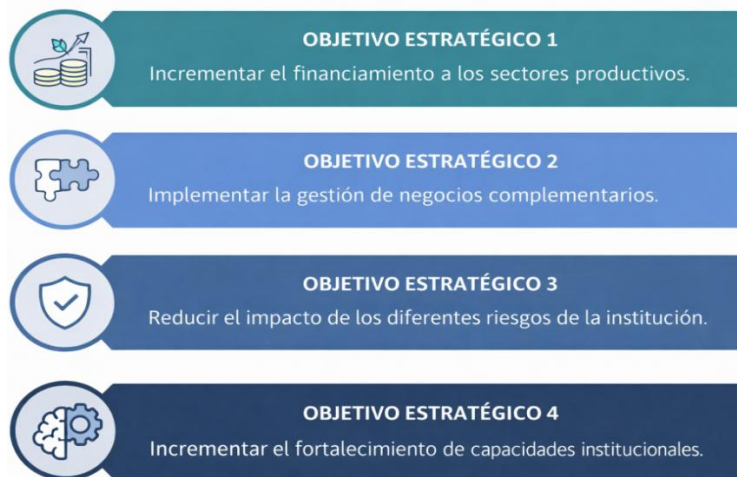 OBJETIVO ESTRATÉGICO 1
Incrementar el financiamiento a los sectores productivos.
OBJETIVO ESTRATÉGICO 2
Implementar la gestión de negocios complementarios.
OBJETIVO ESTRATÉGICO 3
Reducir el impacto de los diferentes riesgos de la institución.
OBJETIVO ESTRATÉGICO 4
Incrementar el fortalecimiento de capacidades institucionales.